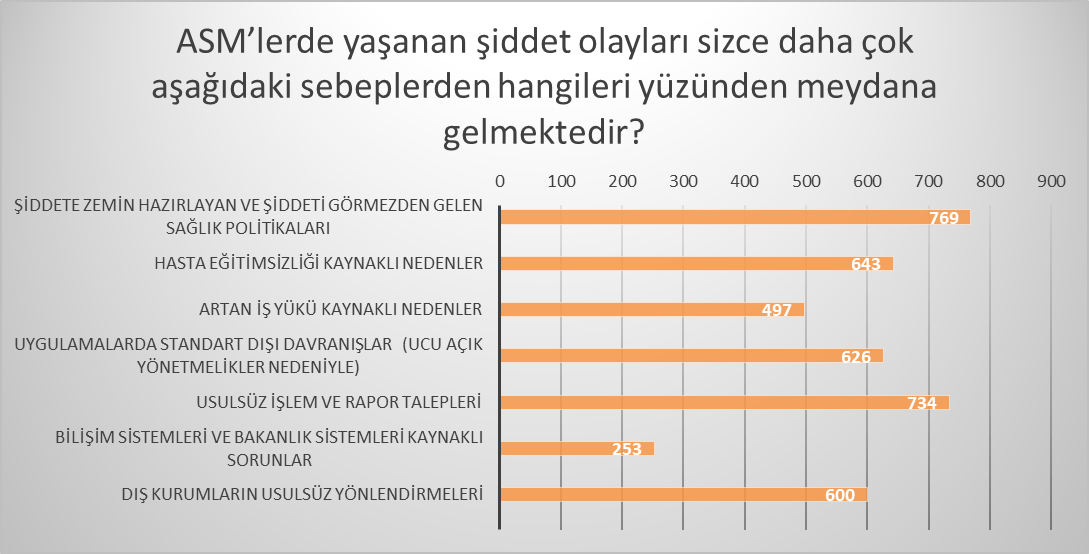 ASM’lerde yaşanan şiddet olayları sizce daha çok
aşağıdaki sebeplerden hangileri yüzünden meydana
gelmektedir?
0 100 200 300 400 500 600 700 800 900
ŞİDDETE ZEMİN HAZIRLAYAN VE ŞİDDETİ GÖRMEZDEN GELEN
SAĞLIK POLİTİKALARI
769
HASTA EĞİTİMSİZLİĞİ KAYNAKLI NEDENLER
643
ARTAN İŞ YÜKÜ KAYNAKLI NEDENLER
497
UYGULAMALARDA STANDART DIŞI DAVRANIŞLAR (UCU AÇIK
YÖNETMELİKLER NEDENİYLE)
626
USULSÜZ İŞLEM VE RAPOR TALEPLERİ
734
BİLİŞİM SİSTEMLERİ VE BAKANLIK SİSTEMLERİ KAYNAKLI
SORUNLAR
253
DIŞ KURUMLARIN USULSÜZ YÖNLENDİRMELERİ
600